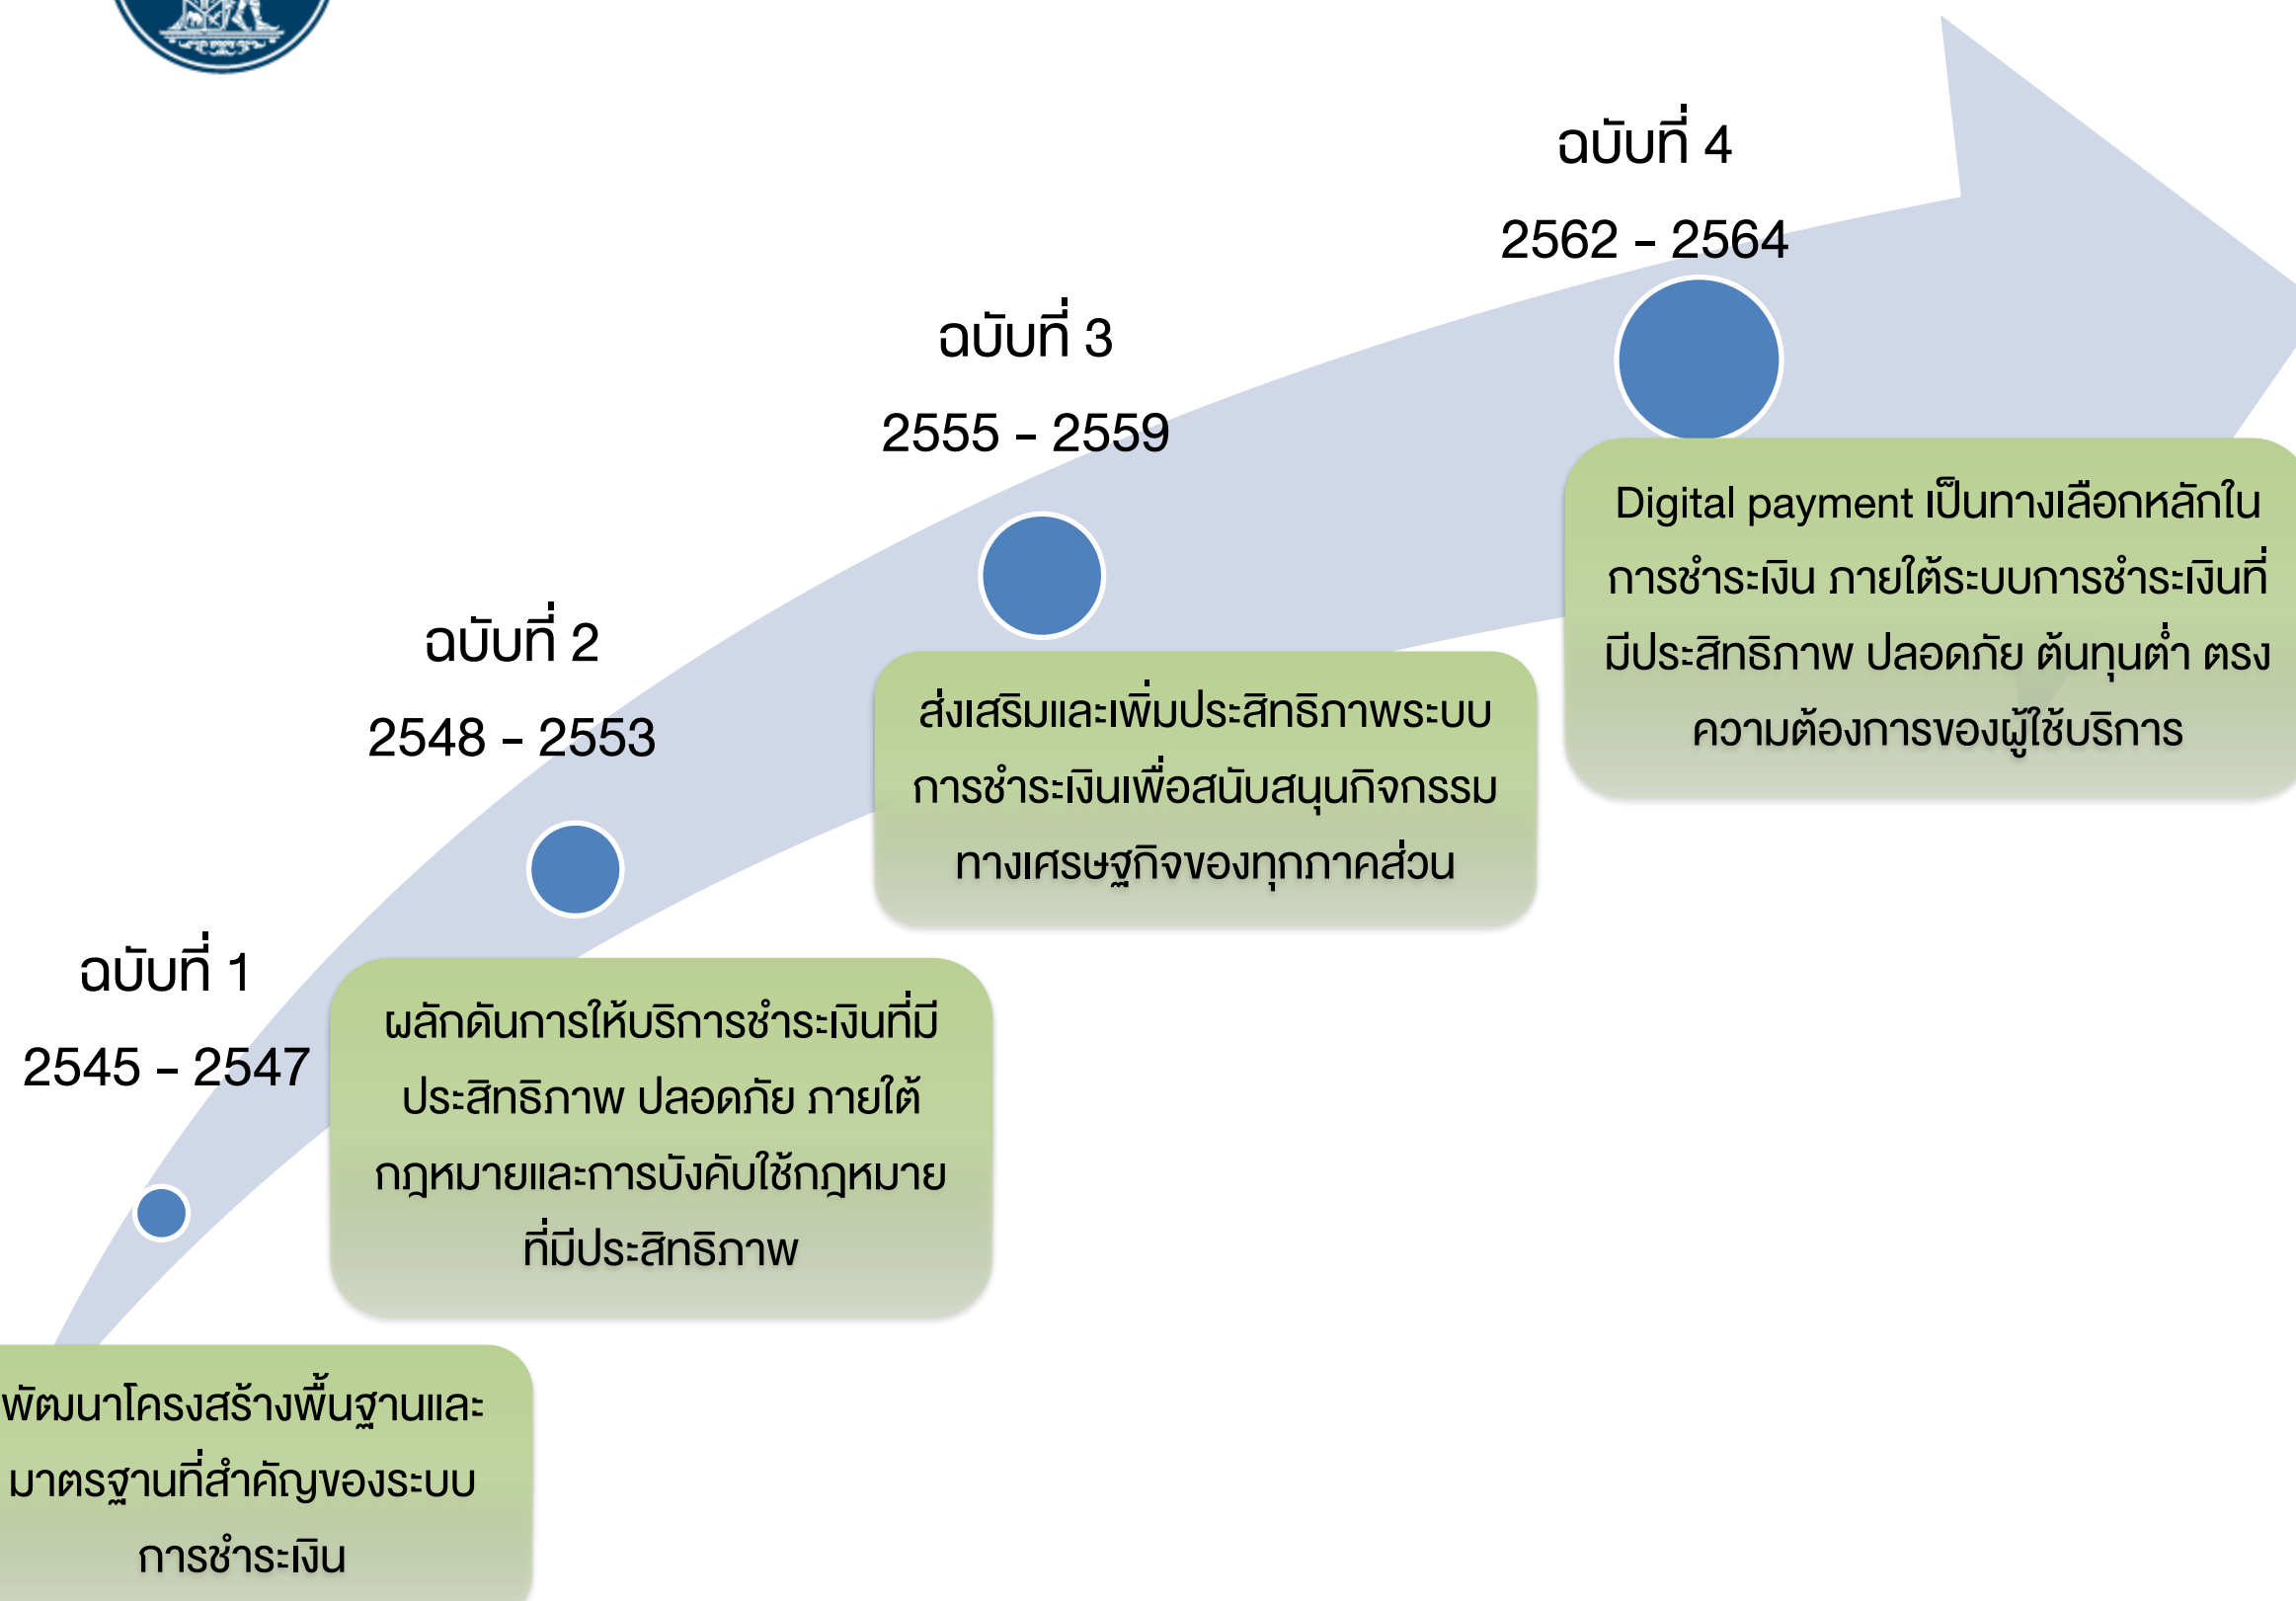 ฉบับที่ 1
2545 – 2547
พัฒนาโครงสร้างพื้นฐานและ
มาตรฐานที่สำคัญของระบบ
การชำระเงิน
ฉบับที่ 2
2548 – 2553
ผลักดันการให้บริการชำระเงินที่มี
ประสิทธิภาพ ปลอดภัย ภายใต้
กฎหมายและการบังคับใช้กฎหมาย
ที่มีประสิทธิภาพ
ฉบับที่ 3
2555 – 2559
ส่งเสริมและเพิ่มประสิทธิภาพระบบ
การชำระเงินเพื่อสนับสนุนกิจกรรม
ทางเศรษฐกิจของทุกภาคส่วน
ฉบับที่ 4
2562 – 2564
Digital payment เป็นทางเลือกหลักใน
การชำระเงิน ภายใต้ระบบการชำระเงินที่
มีประสิทธิภาพ ปลอดภัย ต้นทุนต่ำ ตรง
ความต้องการของผู้ใช้บริการ